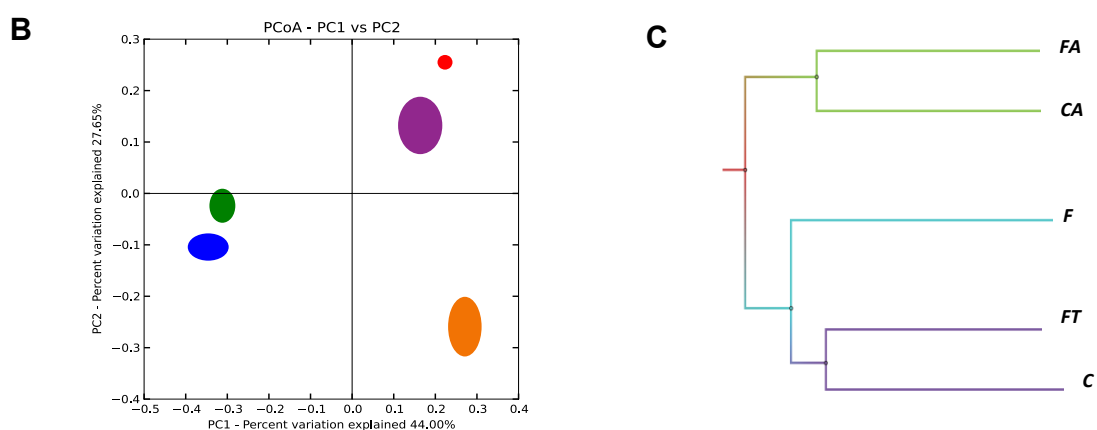 B
PCoA - PC1 vs PC2
0.3
0.2
0.1
0.0
−0.1
−0.2
−0.3
−0.4
PC2 - Percent variation explained 27.65%
−0.5 −0.4 −0.3 −0.2 −0.1 0.0 0.1 0.2 0.3 0.4
PC1 - Percent variation explained 44.00%
C
FA
CA
F
FT
C